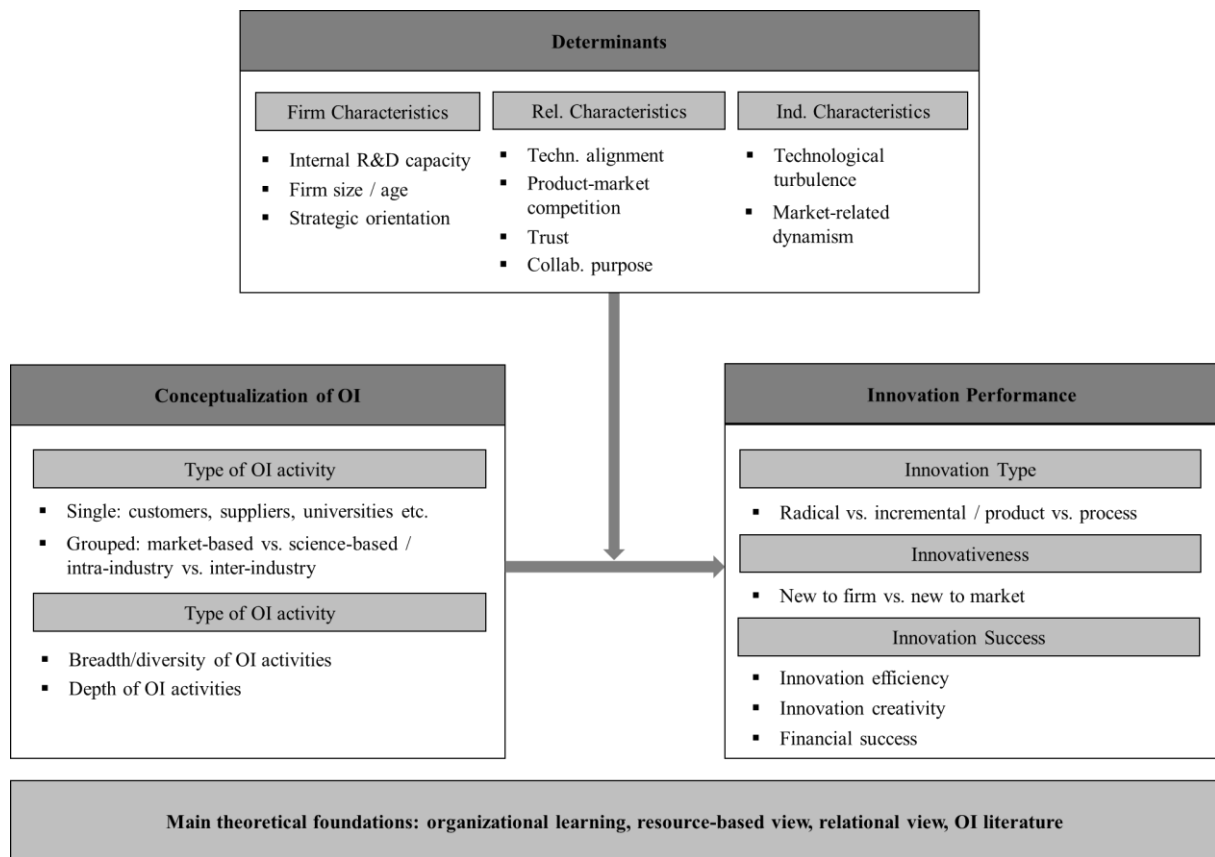 Determinants
Firm Characteristics
Internal R&D capacity
Firm size / age
Strategic orientation
Rel. Characteristics
Techn. alignment
Product-market
competition
Trust
Collab. purpose
Ind. Characteristics
Technological
turbulence
Market-related
dynamism
Conceptualization of OI
Type of OI activity
Single: customers, suppliers, universities etc.
Grouped: market-based vs. science-based /
intra-industry vs. inter-industry
Type of OI activity
Breadth/diversity of OI activities
Depth of OI activities
Innovation Performance
Innovation Type
Radical vs. incremental / product vs. process
Innovativeness
New to firm vs. new to market
Innovation Success
Innovation efficiency
Innovation creativity
Financial success
Main theoretical foundations: organizational learning, resource-based view, relational view, OI literature